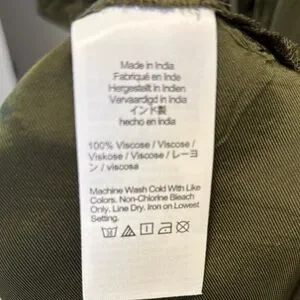 Made in India
Fabriqué en Inde
Hergestellt in Indien
Vervaardigd in India
インド製
hecho en india
100% Viscose / Viscose /
Viskose / Viscose / レーヨ
ン / viscosa
Machine Wash Cold With Like
Colors. Non-Chlorine Bleach
Only. Line Dry. Iron on Lowest
Setting.